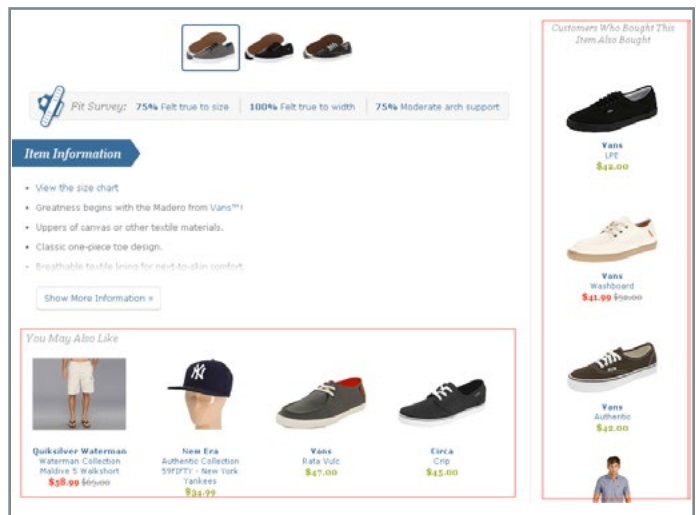 Fit Survey: 75% Felt true to size 100% Felt true to width 75% Moderate arch support
Item Information
View the size chart
Greatness begins with the Madero from Vans™!
Uppers of canvas or other textile materials.
Classic one-piece toe design.
Breathable textile lining for next-to-skin comfort.
Show More Information »
You May Also Like
Quiksilver Waterman
Waterman Collection
Maldive 5 Walkshort
$58.99 $65.00
New Era
Authentic Collection
59FIFTY - New York
Yankees
$34.99
Vans
Rata Vulc
$47.00
Circa
Crip
$45.00
Customers Who Bought This
Item Also Bought
Vans
LPE
$42.00
Vans
Washboard
$41.99 $52.00
Vans
Authentic
$42.00